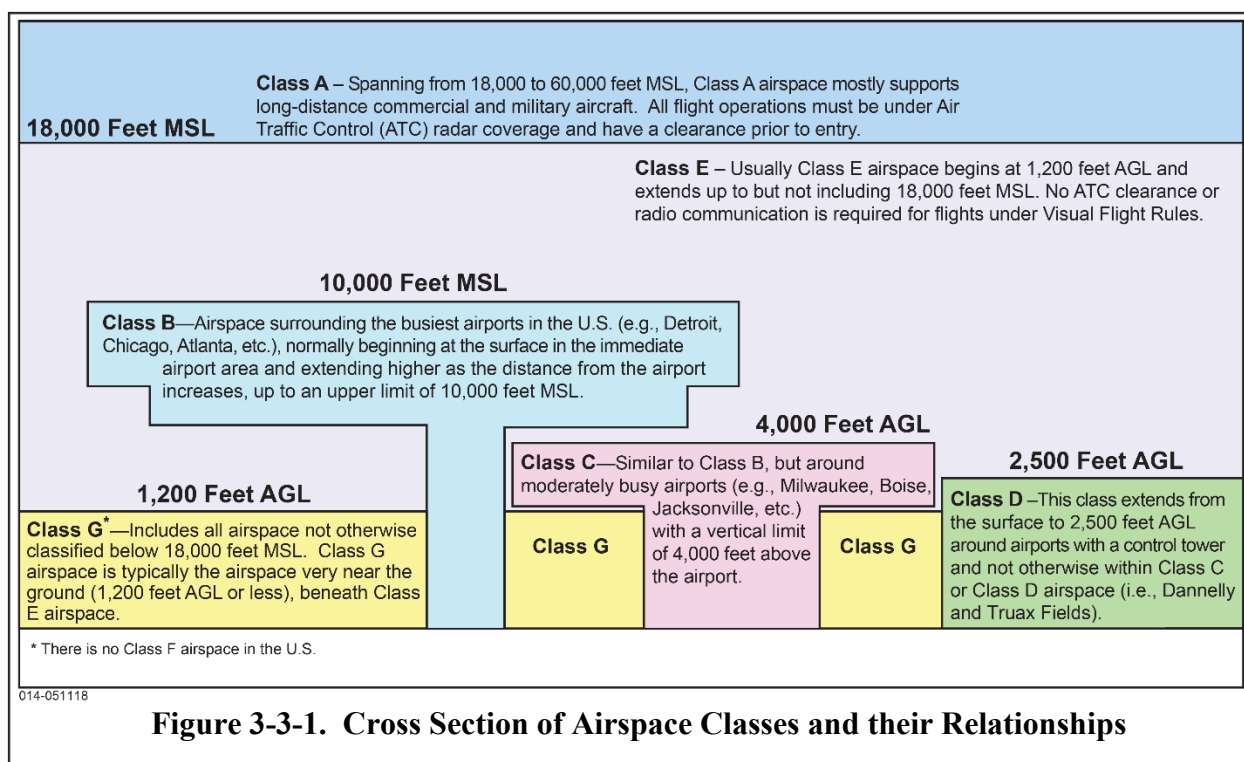 Class A – Spanning from 18,000 to 60,000 feet MSL, Class A airspace mostly supports
long-distance commercial and military aircraft. All flight operations must be under Air
Traffic Control (ATC) radar coverage and have a clearance prior to entry.
18,000 Feet MSL
Class E – Usually Class E airspace begins at 1,200 feet AGL and
extends up to but not including 18,000 feet MSL. No ATC clearance or
radio communication is required for flights under Visual Flight Rules.
10,000 Feet MSL
Class B—Airspace surrounding the busiest airports in the U.S. (e.g., Detroit,
Chicago, Atlanta, etc.), normally beginning at the surface in the immediate
airport area and extending higher as the distance from the airport
increases, up to an upper limit of 10,000 feet MSL.
4,000 Feet AGL
Class C—Similar to Class B, but around
moderately busy airports (e.g., Milwaukee, Boise,
Jacksonville, etc.)
with a vertical limit
of 4,000 feet above
the airport.
2,500 Feet AGL
Class D –This class extends from
the surface to 2,500 feet AGL
around airports with a control tower
and not otherwise within Class C
or Class D airspace (i.e., Dannelly
and Truax Fields).
1,200 Feet AGL
Class G*—Includes all airspace not otherwise
classified below 18,000 feet MSL. Class G
airspace is typically the airspace very near the
ground (1,200 feet AGL or less), beneath Class
E airspace.
Class G
Class G
* There is no Class F airspace in the U.S.
014-051118
Figure 3-3-1. Cross Section of Airspace Classes and their Relationships